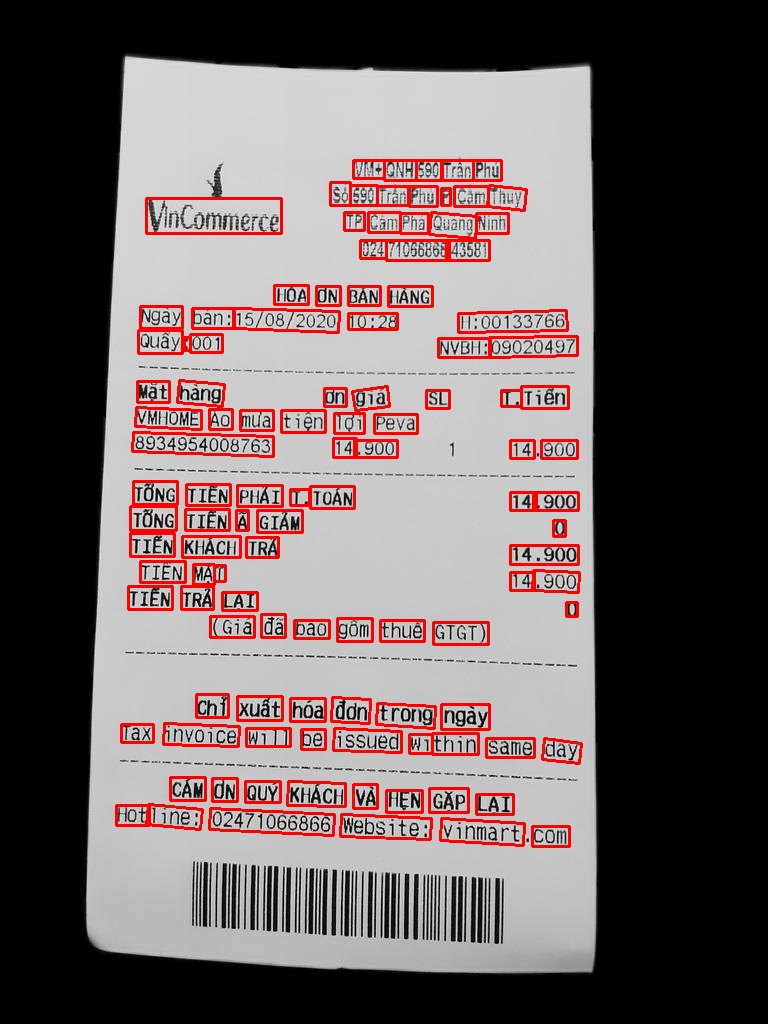 VinCommerce
VM+ QNH 590 Trần Phú
Số 590 Trần Phú P Cẩm Thủy
TP Cẩm Phả Quảng Ninh
02471066866 43581
HÓA ĐƠN BÁN HÀNG
Ngày bán:15/08/2020 10:28 H:00133766
Quầy:001 NVBH:09020497
Mặt hàng Đơn giá SL T.Tiền
VMHOME Áo mưa tiện lợi Peva
8934954008763 14.900 1 14.900
TỔNG TIỀN PHẢI T.TOÁN 14.900
TỔNG TIỀN ĐÃ GIẢM 0
TIỀN KHÁCH TRẢ 14.900
TIỀN MẶT 14.900
TIỀN TRẢ LẠI 0
(Giá đã bao gồm thuế GTGT)
Chỉ xuất hóa đơn trong ngày
Tax invoice will be issued within same day
CẢM ƠN QUÝ KHÁCH VÀ HẸN GẶP LẠI
Hotline: 02471066866 Website: vinmart.com